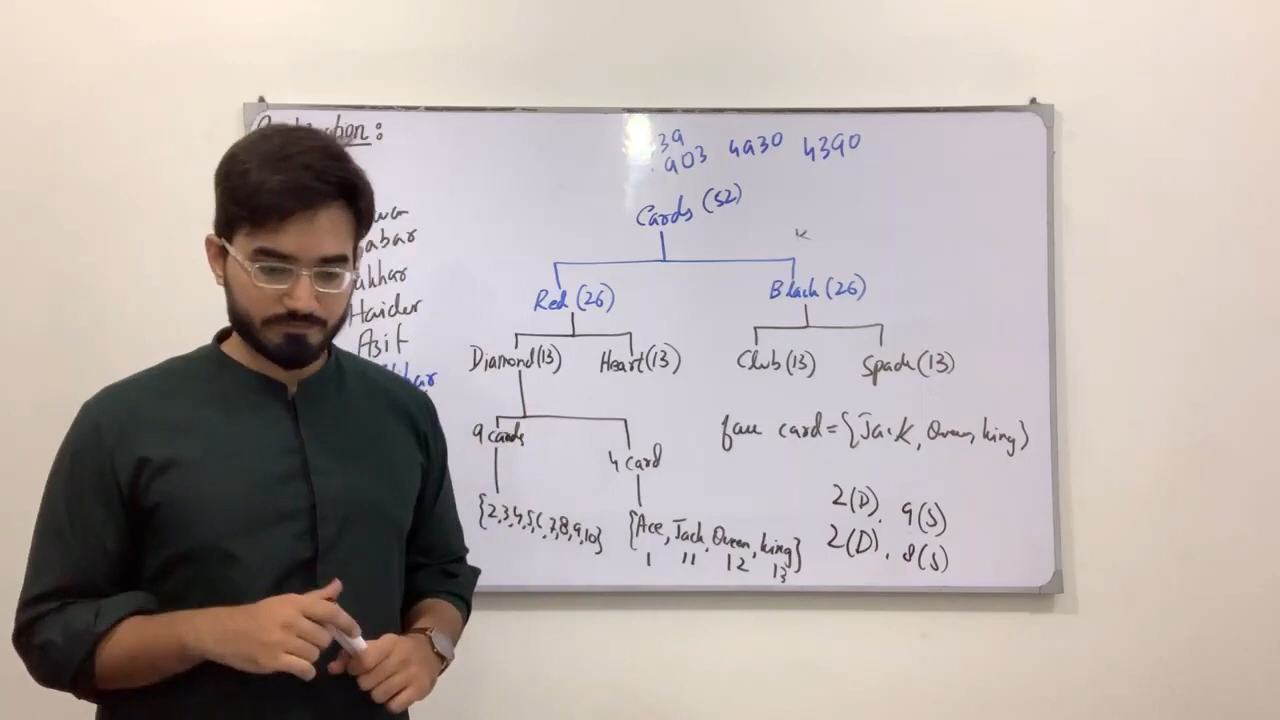 39
903 4930 4390
Cards (52)
K
Red (26) Black (26)
Diamond (13) Heart (13) Club (13) Spade (13)
abar
Haider
Asif
9 cards
4 card
face card = {Jack, Queen, king}
{2,3,4,5,6,7,8,9,10}
{Ace, Jack, Queen, king}
1 11 12 13
2(D), 9(S)
2(D), 8(S)